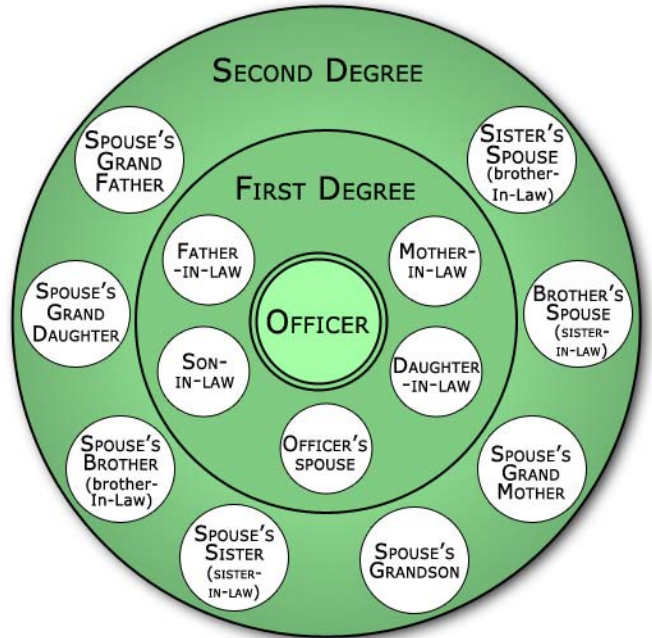 SECOND DEGREE
SPOUSE'S
GRAND
FATHER
SISTER'S
SPOUSE
(brother-
In-Law)
FIRST DEGREE
FATHER
-IN-LAW
MOTHER-
IN-LAW
SPOUSE'S
GRAND
DAUGHTER
OFFICER
BROTHER'S
SPOUSE
(SISTER-
IN-LAW)
SON-
IN-LAW
DAUGHTER
-IN-LAW
SPOUSE'S
BROTHER
(brother-
In-Law)
OFFICER'S
SPOUSE
SPOUSE'S
GRAND
MOTHER
SPOUSE'S
SISTER
(SISTER-
IN-LAW)
SPOUSE'S
GRANDSON